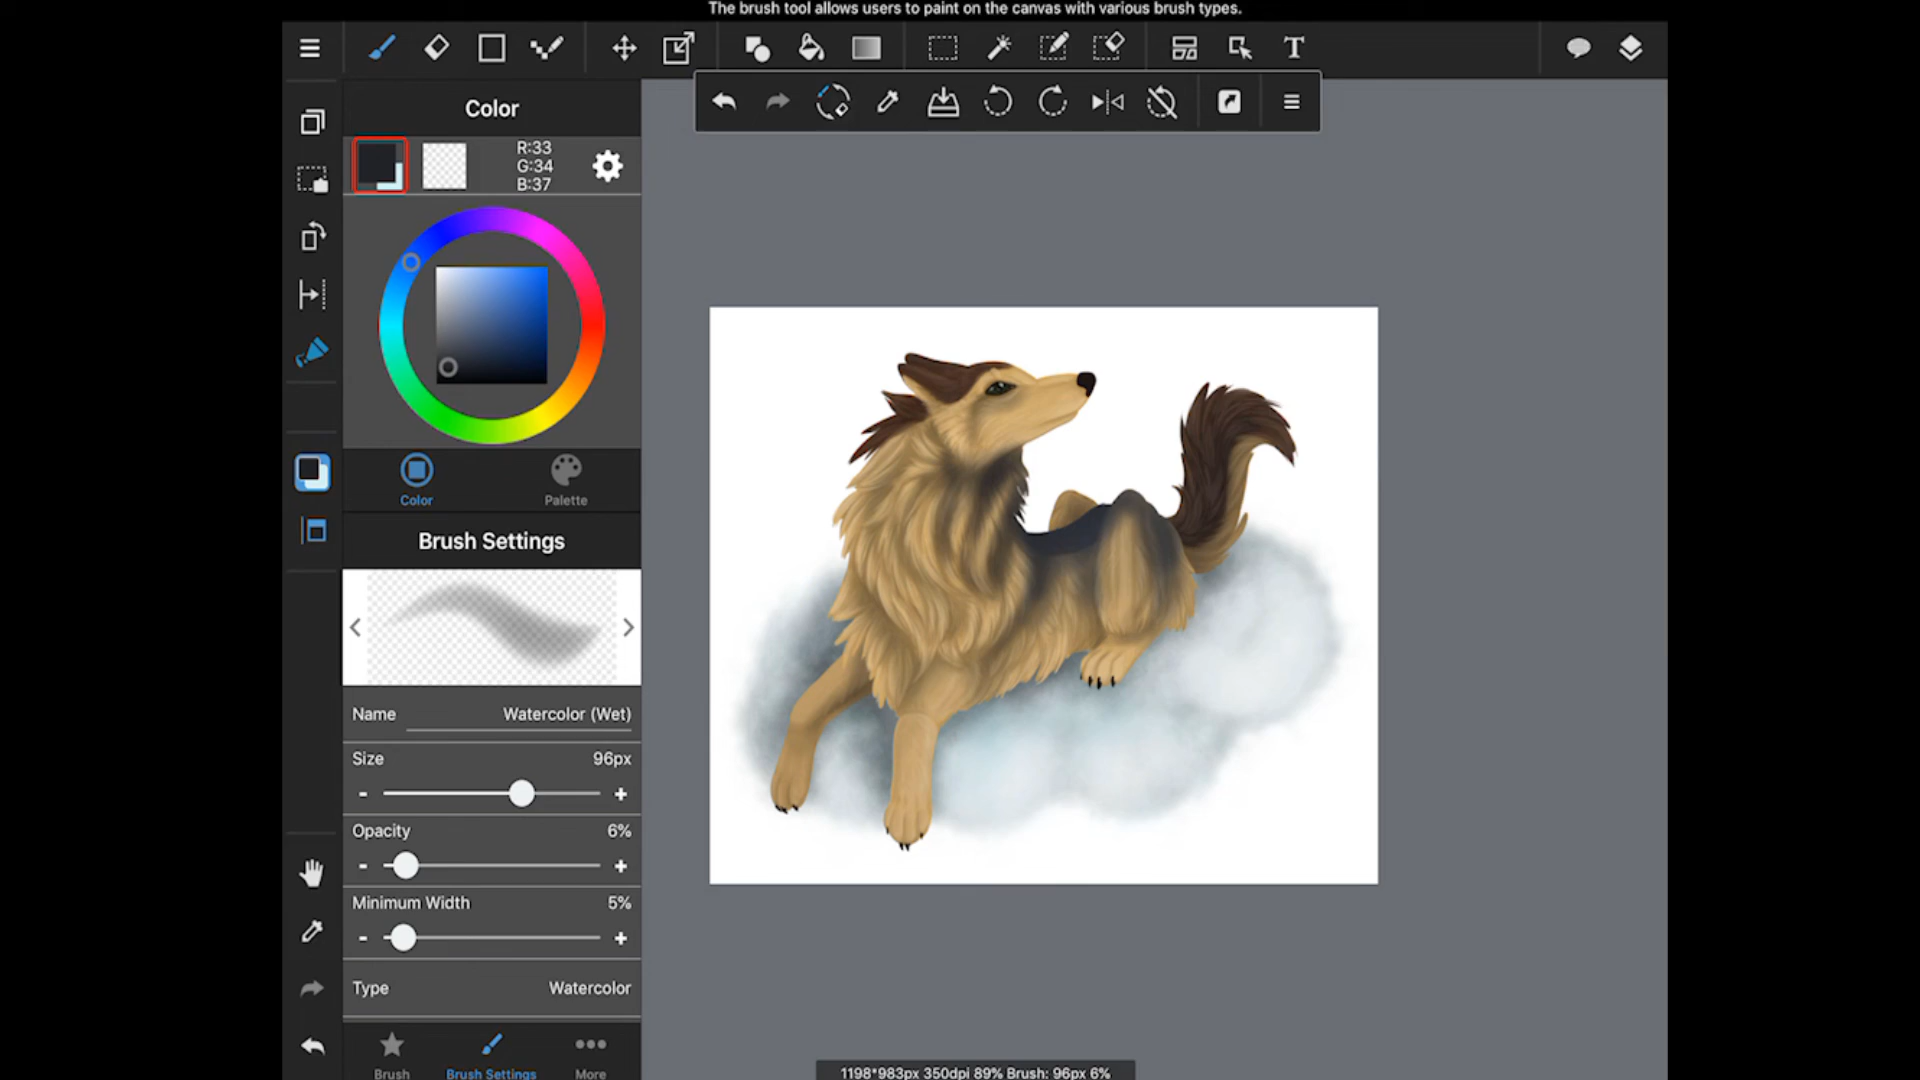 The brush tool allows users to paint on the canvas with various brush types.
T
Color
R:33
G:34
B:37
Color
Palette
Brush Settings
Name Watercolor (Wet)
Size 96px
- +
Opacity 6%
- +
Minimum Width 5%
- +
Type Watercolor
Brush
Brush Settings
More
1198*983px 350dpi 89% Brush: 96px 6%